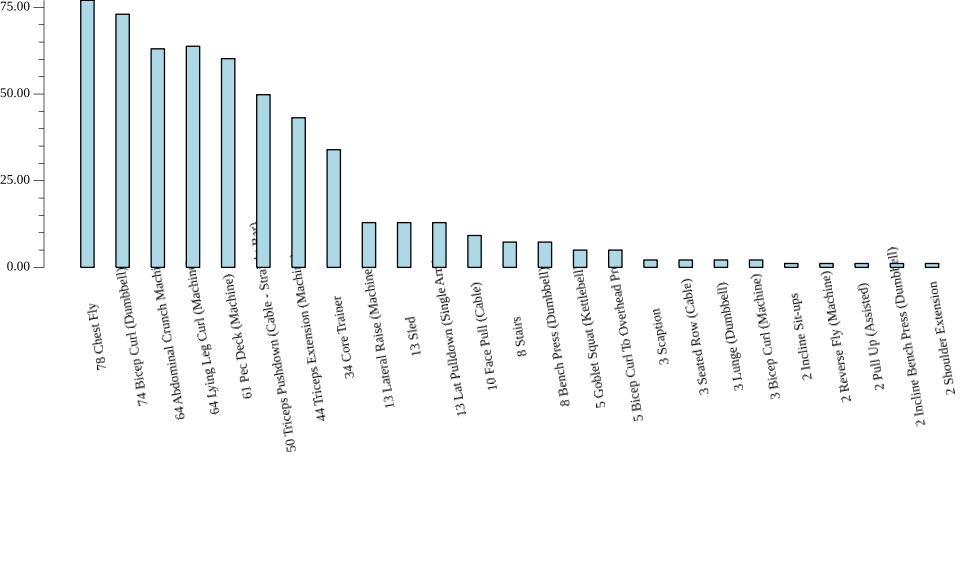 75.00
50.00
25.00
0.00
78 Chest Fly
74 Bicep Curl (Dumbbell)
64 Abdominal Crunch Machi
64 Lying Leg Curl (Machine
61 Pec Deck (Machine)
50 Triceps Pushdown (Cable - Stra Bar)
44 Triceps Extension (Machin
34 Core Trainer
13 Lateral Raise (Machine
13 Sled
13 Lat Pulldown (Single Arm
10 Face Pull (Cable)
8 Stairs
8 Bench Press (Dumbbell)
5 Goblet Squat (Kettlebell
5 Bicep Curl To Overhead Pr
3 Scaption
3 Seated Row (Cable)
3 Lunge (Dumbbell)
3 Bicep Curl (Machine)
2 Incline Sit-ups
2 Reverse Fly (Machine)
2 Pull Up (Assisted)
2 Incline Bench Press (Dumbbell)
2 Shoulder Extension